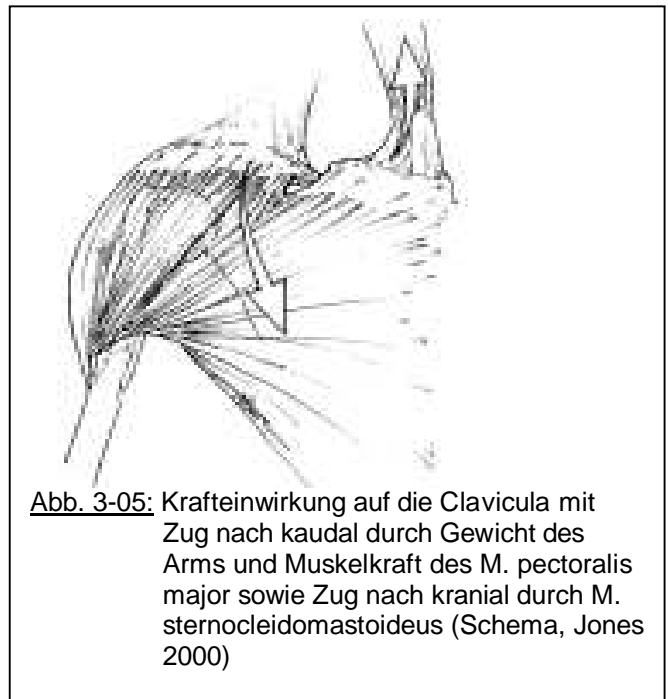 Abb. 3-05: Krafteinwirkung auf die Clavicula mit
Zug nach kaudal durch Gewicht des
Arms und Muskelkraft des M. pectoralis
major sowie Zug nach kranial durch M.
sternocleidomastoideus (Schema, Jones
2000)